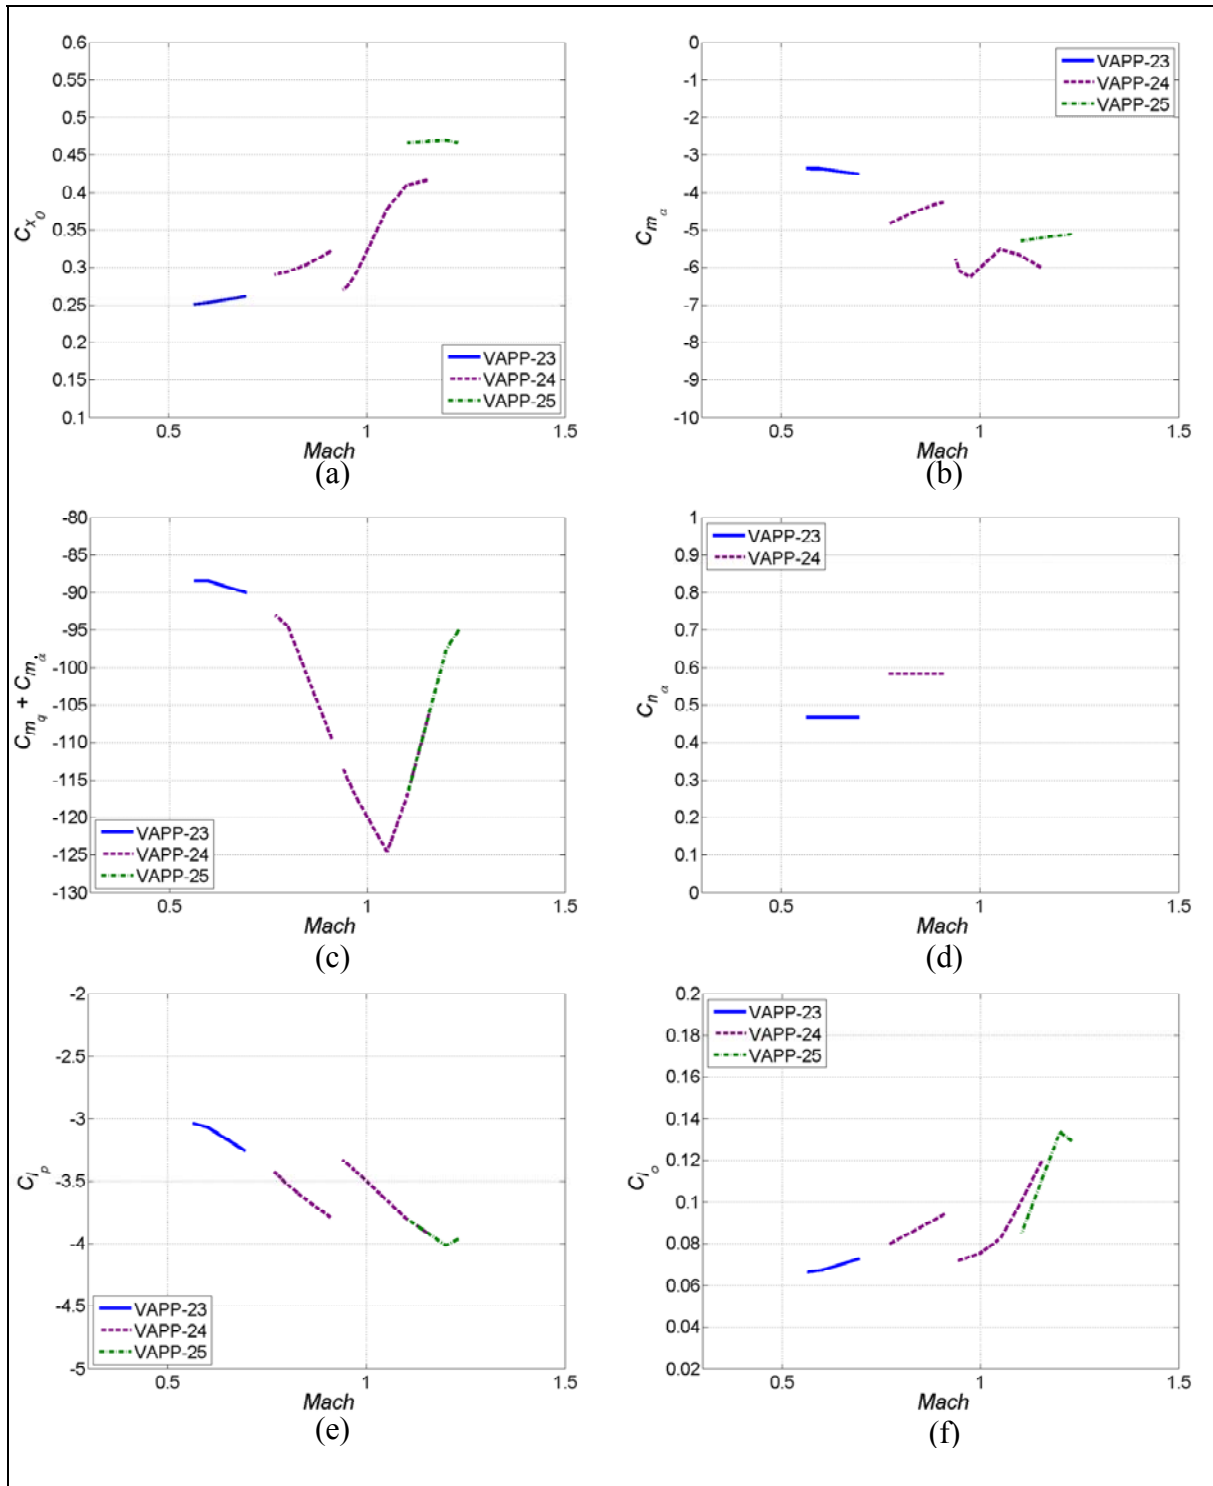 0.6
0.55
0.5
0.45
0.4
0.35
0.3
0.25
0.2
0.15
0.1
C x 0
VAPP-23
VAPP-24
VAPP-25
0.5 1 1.5
Mach
(a)
0
-1
-2
-3
-4
-5
-6
-7
-8
-9
-10
C m α
VAPP-23
VAPP-24
VAPP-25
0.5 1 1.5
Mach
(b)
-80
-85
-90
-95
-100
-105
-110
-115
-120
-125
-130
C m q + C m α̇
VAPP-23
VAPP-24
VAPP-25
0.5 1 1.5
Mach
(c)
1
0.9
0.8
0.7
0.6
0.5
0.4
0.3
0.2
0.1
0
C n α
VAPP-23
VAPP-24
0.5 1 1.5
Mach
(d)
-2
-2.5
-3
-3.5
-4
-4.5
-5
C l p
VAPP-23
VAPP-24
VAPP-25
0.5 1 1.5
Mach
(e)
0.2
0.18
0.16
0.14
0.12
0.1
0.08
0.06
0.04
0.02
C l o
VAPP-23
VAPP-24
VAPP-25
0.5 1 1.5
Mach
(f)